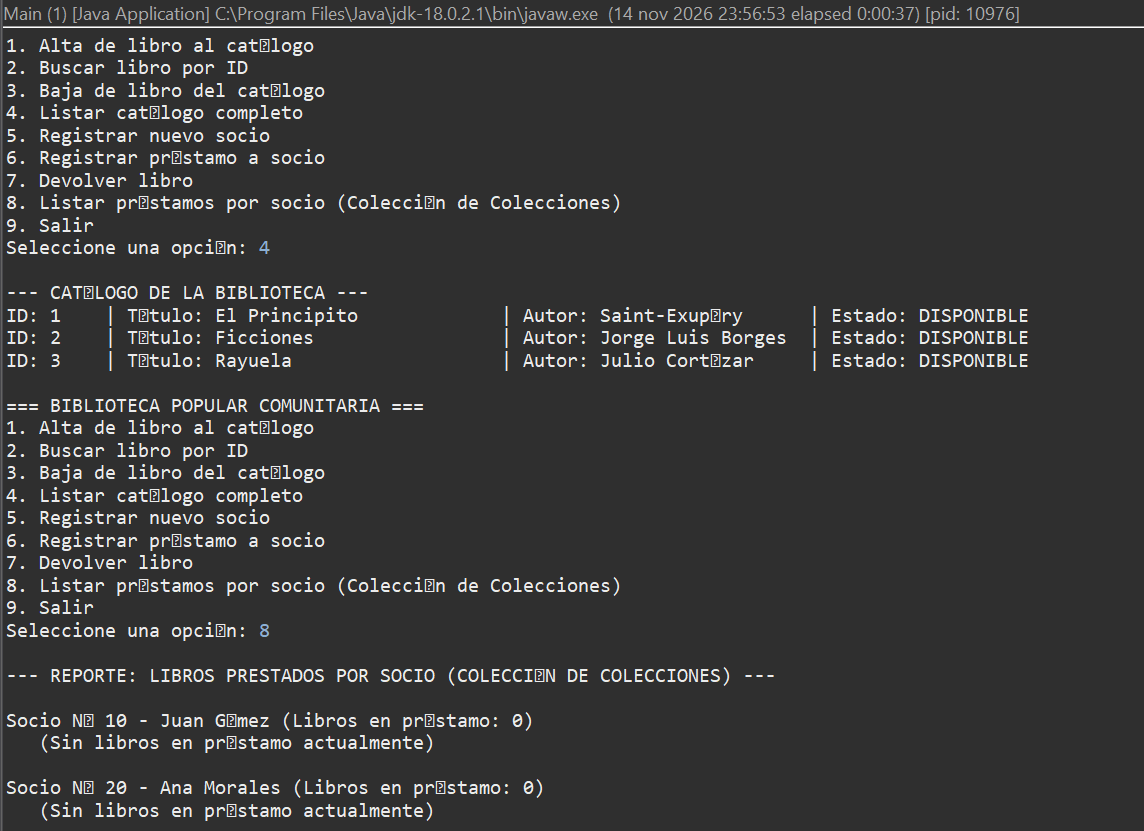 Main (1) [Java Application] C:\Program Files\Java\jdk-18.0.2.1\bin\javaw.exe (14 nov 2026 23:56:53 elapsed 0:00:37) [pid: 10976]
1. Alta de libro al cat�logo
2. Buscar libro por ID
3. Baja de libro del cat�logo
4. Listar cat�logo completo
5. Registrar nuevo socio
6. Registrar pr�stamo a socio
7. Devolver libro
8. Listar pr�stamos por socio (Colecci�n de Colecciones)
9. Salir
Seleccione una opci�n: 4
--- CAT�LOGO DE LA BIBLIOTECA ---
ID: 1 | T�tulo: El Principito | Autor: Saint-Exup�ry | Estado: DISPONIBLE
ID: 2 | T�tulo: Ficciones | Autor: Jorge Luis Borges | Estado: DISPONIBLE
ID: 3 | T�tulo: Rayuela | Autor: Julio Cort�zar | Estado: DISPONIBLE
=== BIBLIOTECA POPULAR COMUNITARIA ===
1. Alta de libro al cat�logo
2. Buscar libro por ID
3. Baja de libro del cat�logo
4. Listar cat�logo completo
5. Registrar nuevo socio
6. Registrar pr�stamo a socio
7. Devolver libro
8. Listar pr�stamos por socio (Colecci�n de Colecciones)
9. Salir
Seleccione una opci�n: 8
--- REPORTE: LIBROS PRESTADOS POR SOCIO (COLECCI�N DE COLECCIONES) ---
Socio N� 10 - Juan G�mez (Libros en pr�stamo: 0)
(Sin libros en pr�stamo actualmente)
Socio N� 20 - Ana Morales (Libros en pr�stamo: 0)
(Sin libros en pr�stamo actualmente)